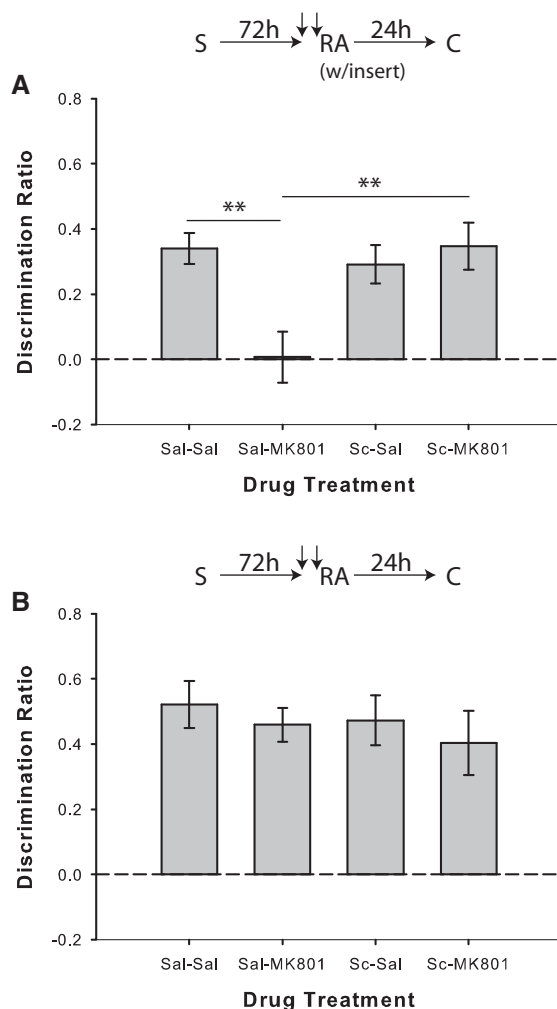 S 72h RA 24h C
(w/insert)
A
0.8
0.6
0.4
0.2
0.0
-0.2
Discrimination Ratio
**
**
Sal-Sal Sal-MK801 Sc-Sal Sc-MK801
Drug Treatment
S 72h RA 24h C
B
0.8
0.6
0.4
0.2
0.0
-0.2
Discrimination Ratio
Sal-Sal Sal-MK801 Sc-Sal Sc-MK801
Drug Treatment